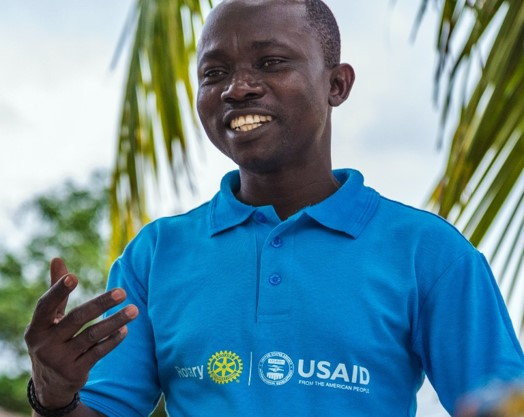 Rotary
USAID
FROM THE AMERICAN PEOPLE